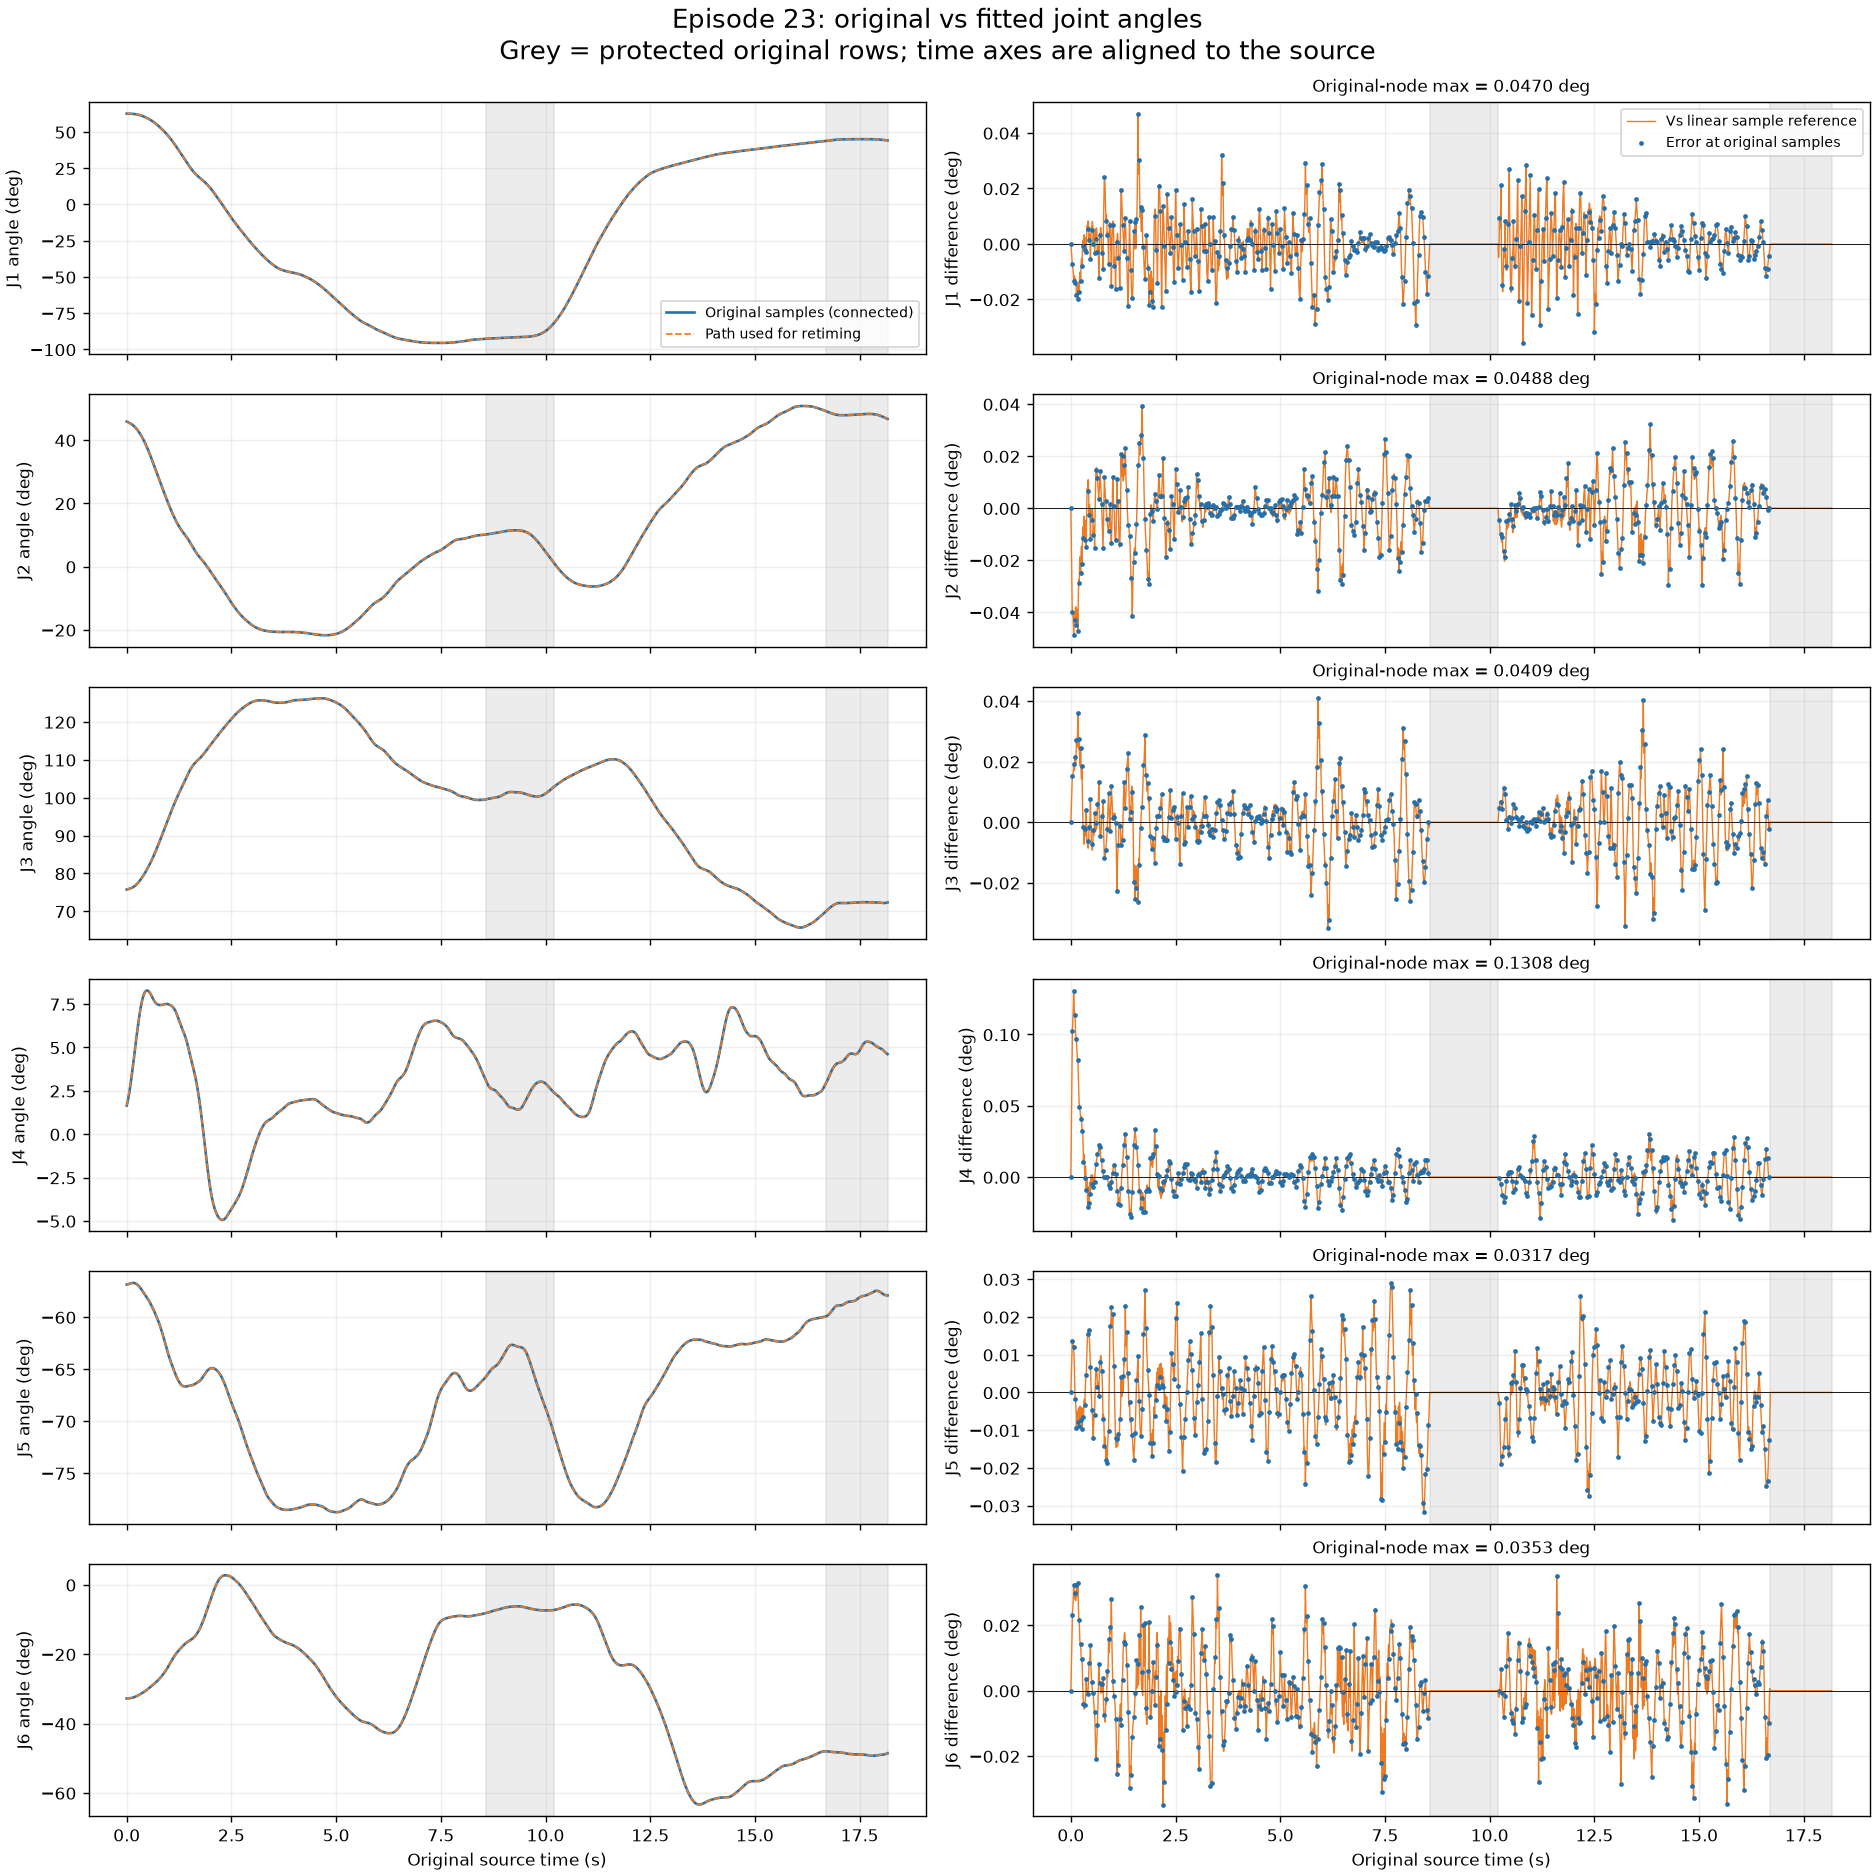 Episode 23: original vs fitted joint angles
Grey = protected original rows; time axes are aligned to the source
J1 angle (deg)
50
25
0
−25
−50
−75
−100
Original samples (connected)
Path used for retiming
Original-node max = 0.0470 deg
J1 difference (deg)
0.04
0.02
0.00
−0.02
Vs linear sample reference
Error at original samples
J2 angle (deg)
40
20
0
−20
Original-node max = 0.0488 deg
J2 difference (deg)
0.04
0.02
0.00
−0.02
−0.04
J3 angle (deg)
120
110
100
90
80
70
Original-node max = 0.0409 deg
J3 difference (deg)
0.04
0.02
0.00
−0.02
J4 angle (deg)
7.5
5.0
2.5
0.0
−2.5
−5.0
Original-node max = 0.1308 deg
J4 difference (deg)
0.10
0.05
0.00
J5 angle (deg)
−60
−65
−70
−75
Original-node max = 0.0317 deg
J5 difference (deg)
0.03
0.02
0.01
0.00
−0.01
−0.02
−0.03
J6 angle (deg)
0
−20
−40
−60
0.0 2.5 5.0 7.5 10.0 12.5 15.0 17.5
Original source time (s)
Original-node max = 0.0353 deg
J6 difference (deg)
0.02
0.00
−0.02
0.0 2.5 5.0 7.5 10.0 12.5 15.0 17.5
Original source time (s)